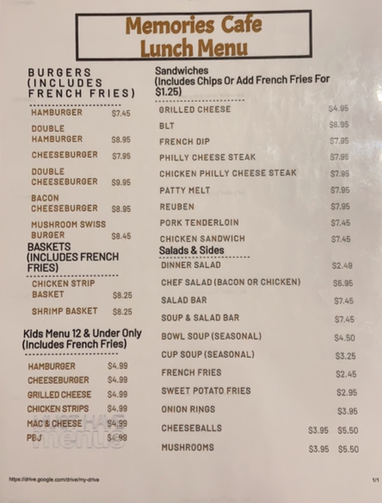 Memories Cafe
Lunch Menu
BURGERS
(INCLUDES
FRENCH FRIES)
HAMBURGER $7.45
DOUBLE
HAMBURGER $8.95
CHEESEBURGER $7.95
DOUBLE
CHEESEBURGER $9.95
BACON
CHEESEBURGER $8.95
MUSHROOM SWISS
BURGER $8.45
BASKETS
(INCLUDES FRENCH
FRIES)
CHICKEN STRIP
BASKET $8.25
SHRIMP BASKET $8.25
Kids Menu 12 & Under Only
(Includes French Fries)
HAMBURGER $4.99
CHEESEBURGER $4.99
GRILLED CHEESE $4.99
CHICKEN STRIPS $4.99
MAC & CHEESE $4.99
PBJ $4.99
Sandwiches
(Includes Chips Or Add French Fries For
$1.25)
GRILLED CHEESE $4.95
BLT $6.95
FRENCH DIP $7.95
PHILLY CHEESE STEAK $7.95
CHICKEN PHILLY CHEESE STEAK $7.95
PATTY MELT $7.95
REUBEN $7.95
PORK TENDERLOIN $7.45
CHICKEN SANDWICH $7.45
Salads & Sides
DINNER SALAD $2.49
CHEF SALAD (BACON OR CHICKEN) $6.95
SALAD BAR $7.45
SOUP & SALAD BAR $7.45
BOWL SOUP (SEASONAL) $4.50
CUP SOUP (SEASONAL) $3.25
FRENCH FRIES $2.45
SWEET POTATO FRIES $2.95
ONION RINGS $3.95
CHEESEBALLS $3.95 $5.50
MUSHROOMS $3.95 $5.50
https://drive.google.com/drive/my-drive 1/1